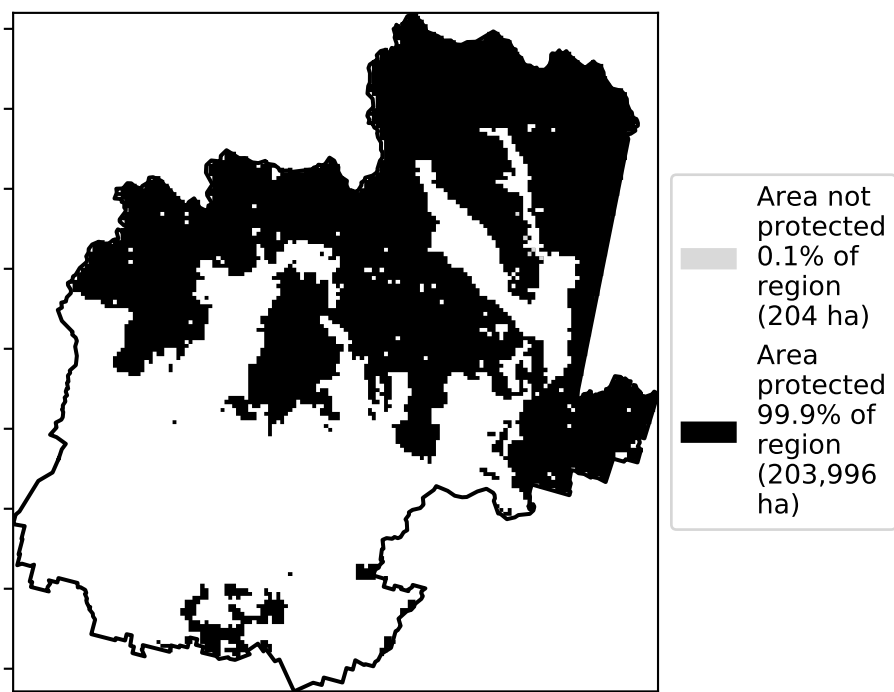 Area not
protected
0.1% of
region
(204 ha)
Area
protected
99.9% of
region
(203,996
ha)